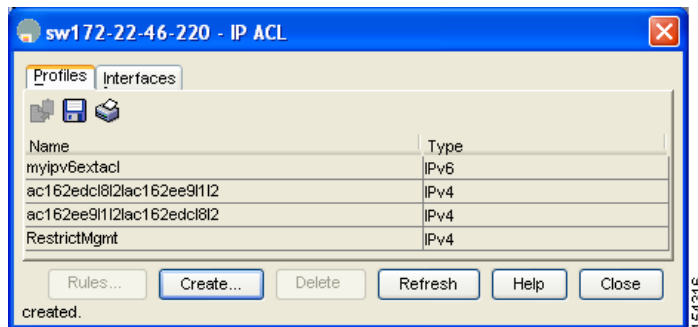 sw172-22-46-220 - IP ACL
Profiles Interfaces
Name Type
myipv6extacl IPv6
ac162edcl8l2lac162ee9l1l2 IPv4
ac162ee9l1l2lac162edcl8l2 IPv4
RestrictMgmt IPv4
Rules... Create... Delete Refresh Help Close
created.